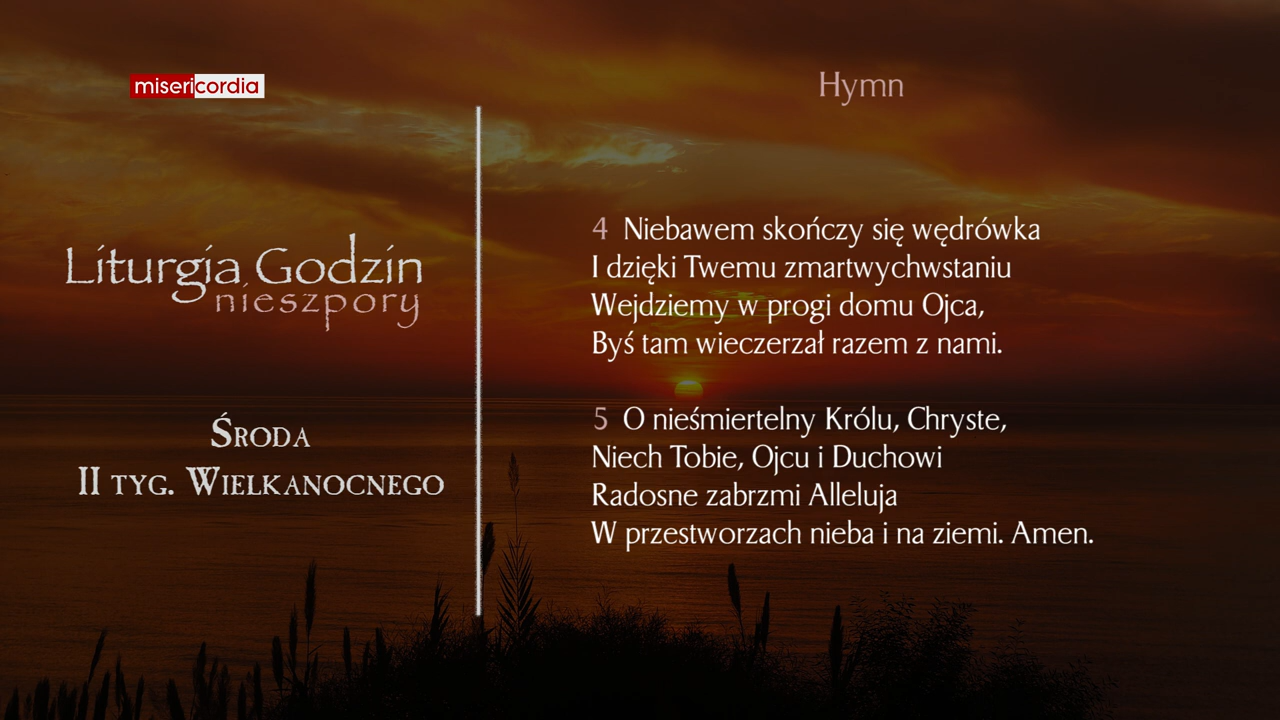 misericordia
Hymn
Liturgia Godzin
nieszpory
Środa
II tyg. Wielkanocnego
4 Niebawem skończy się wędrówka
I dzięki Twemu zmartwychwstaniu
Wejdziemy w progi domu Ojca,
Byś tam wieczerzał razem z nami.
5 O nieśmiertelny Królu, Chryste,
Niech Tobie, Ojcu i Duchowi
Radosne zabrzmi Alleluja
W przestworzach nieba i na ziemi. Amen.